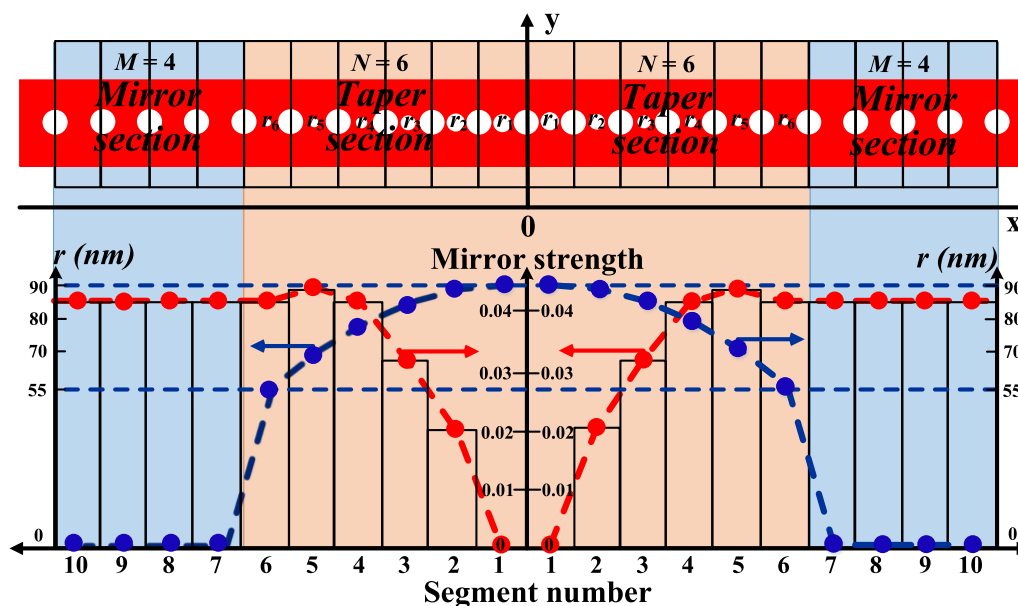 y
M = 4 N = 6 N = 6 M = 4
Mirror section Taper section Taper section Mirror section
r6 r5 r4 r3 r2 r1 r1 r2 r3 r4 r5 r6
0 x
r (nm) Mirror strength r (nm)
90 90
0.04 0.04
80 80
70 70
0.03 0.03
55 55
0.02 0.02
0.01 0.01
0 0 0 0
10 9 8 7 6 5 4 3 2 1 1 2 3 4 5 6 7 8 9 10
Segment number